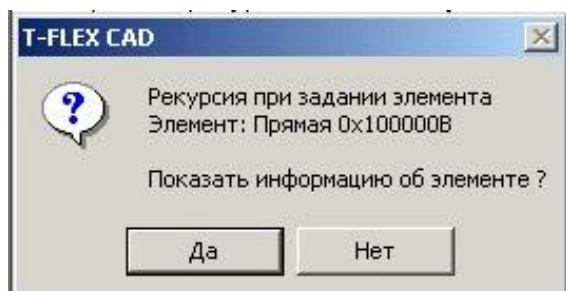 T-FLEX CAD
Рекурсия при задании элемента
Элемент: Прямая 0x100000B
Показать информацию об элементе ?
Да
Нет